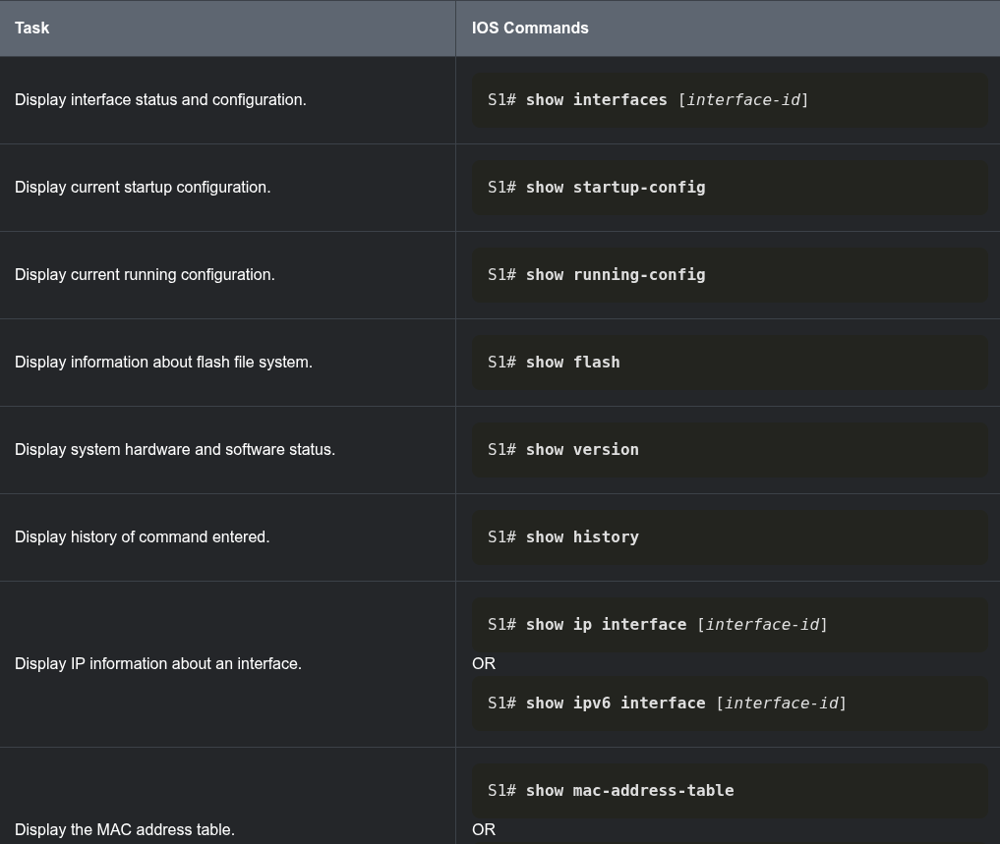 Task
IOS Commands
Display interface status and configuration.
S1# show interfaces [interface-id]
Display current startup configuration.
S1# show startup-config
Display current running configuration.
S1# show running-config
Display information about flash file system.
S1# show flash
Display system hardware and software status.
S1# show version
Display history of command entered.
S1# show history
Display IP information about an interface.
S1# show ip interface [interface-id]
OR
S1# show ipv6 interface [interface-id]
Display the MAC address table.
S1# show mac-address-table
OR